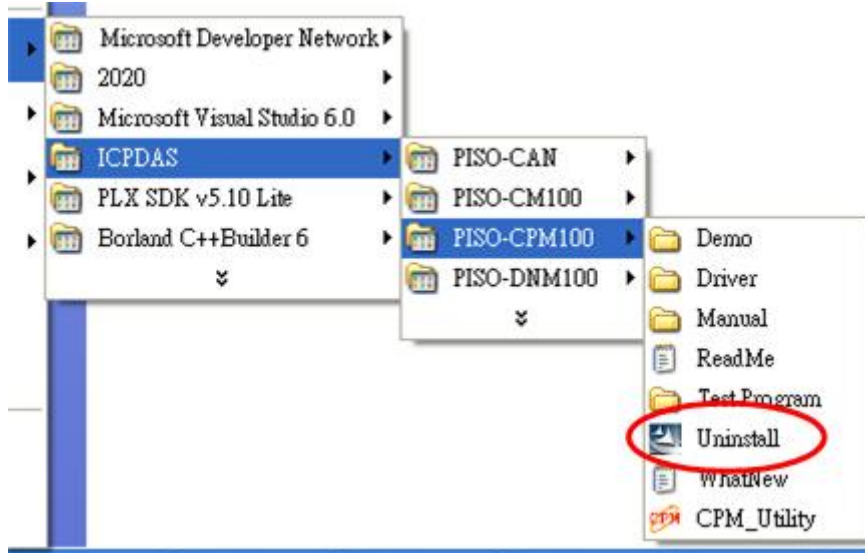 Microsoft Developer Network
2020
Microsoft Visual Studio 6.0
ICPDAS
PLX SDK v5.10 Lite
Borland C++Builder 6
PISO-CAN
PISO-CM100
PISO-CPM100
PISO-DNM100
Demo
Driver
Manual
ReadMe
Test Program
Uninstall
WhatNew
CPM_Utility